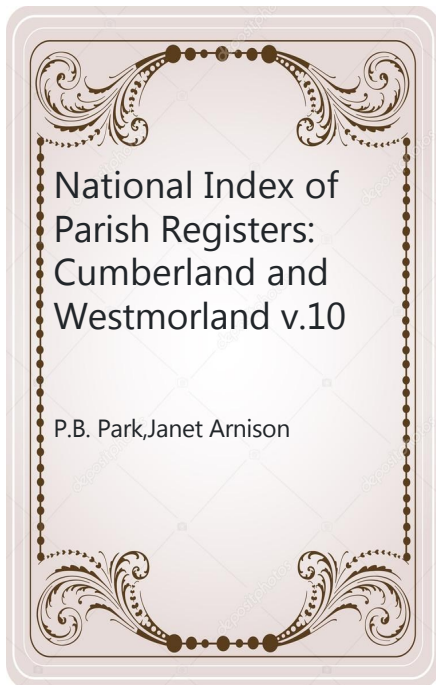 National Index of
Parish Registers:
Cumberland and
Westmorland v.10
P.B. Park,Janet Arnison